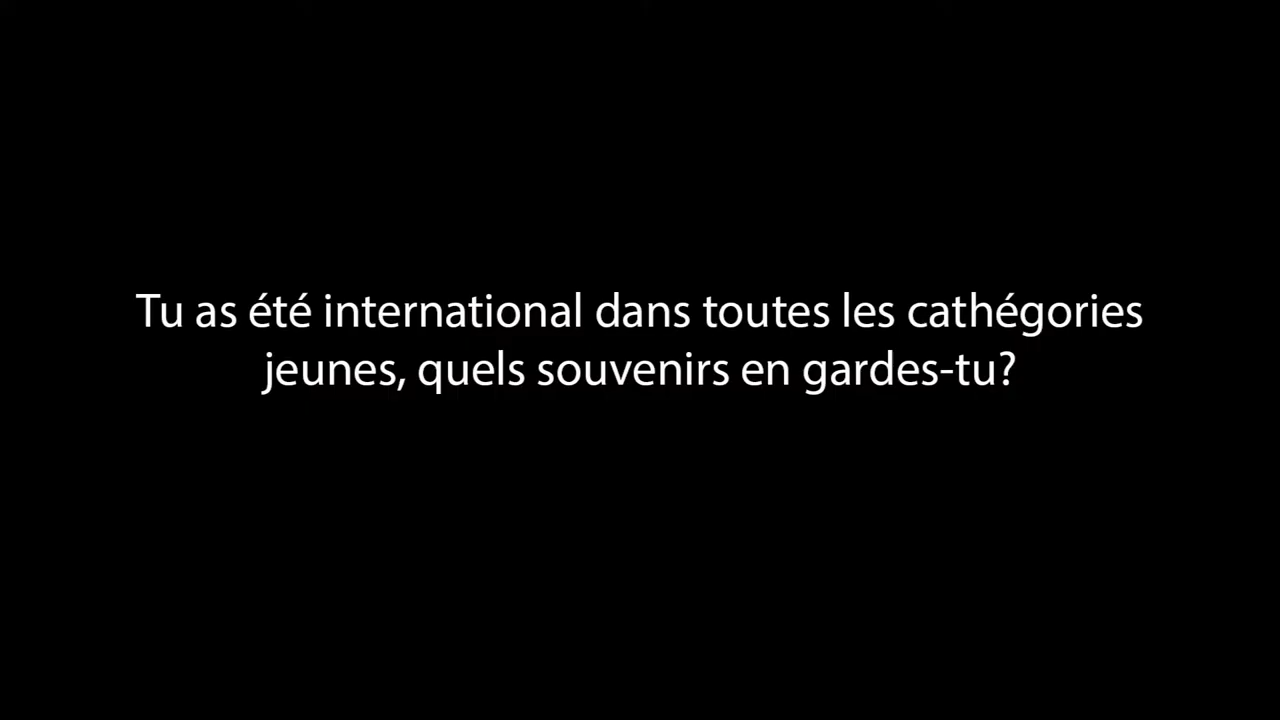 Tu as été international dans toutes les cathégories
jeunes, quels souvenirs en gardes-tu?